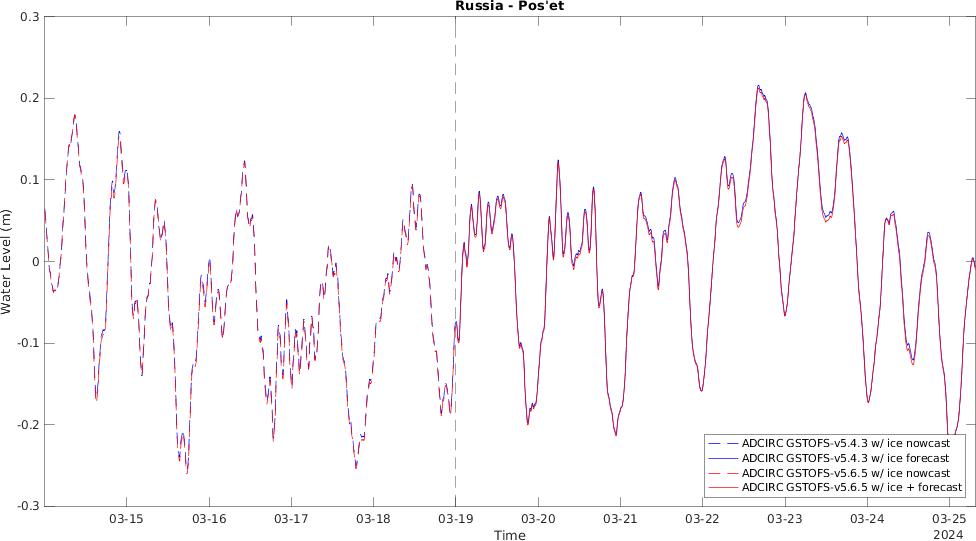 Russia - Pos'et
0.3
0.2
0.1
0
-0.1
-0.2
-0.3
Water Level (m)
ADCIRC GSTOFS-v5.4.3 w/ ice nowcast
ADCIRC GSTOFS-v5.4.3 w/ ice forecast
ADCIRC GSTOFS-v5.6.5 w/ ice nowcast
ADCIRC GSTOFS-v5.6.5 w/ ice + forecast
03-15 03-16 03-17 03-18 03-19 03-20 03-21 03-22 03-23 03-24 03-25
Time
2024